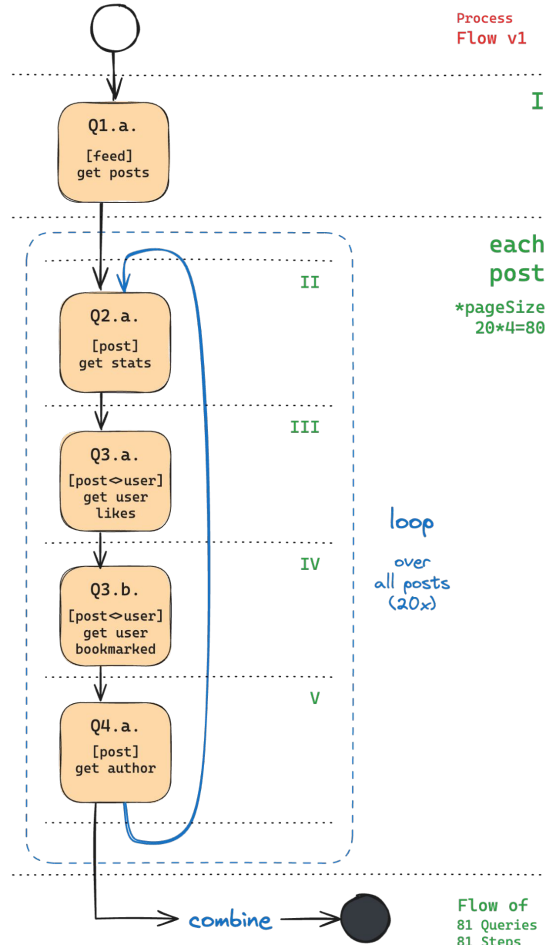 Process
Flow v1
I
Q1.a.
[feed]
get posts
each
post
*pageSize
20*4=80
II
Q2.a.
[post]
get stats
III
Q3.a.
[post<>user]
get user
likes
loop
over
all posts
(20x)
IV
Q3.b.
[post<>user]
get user
bookmarked
V
Q4.a.
[post]
get author
combine
Flow of
81 Queries
81 Steps